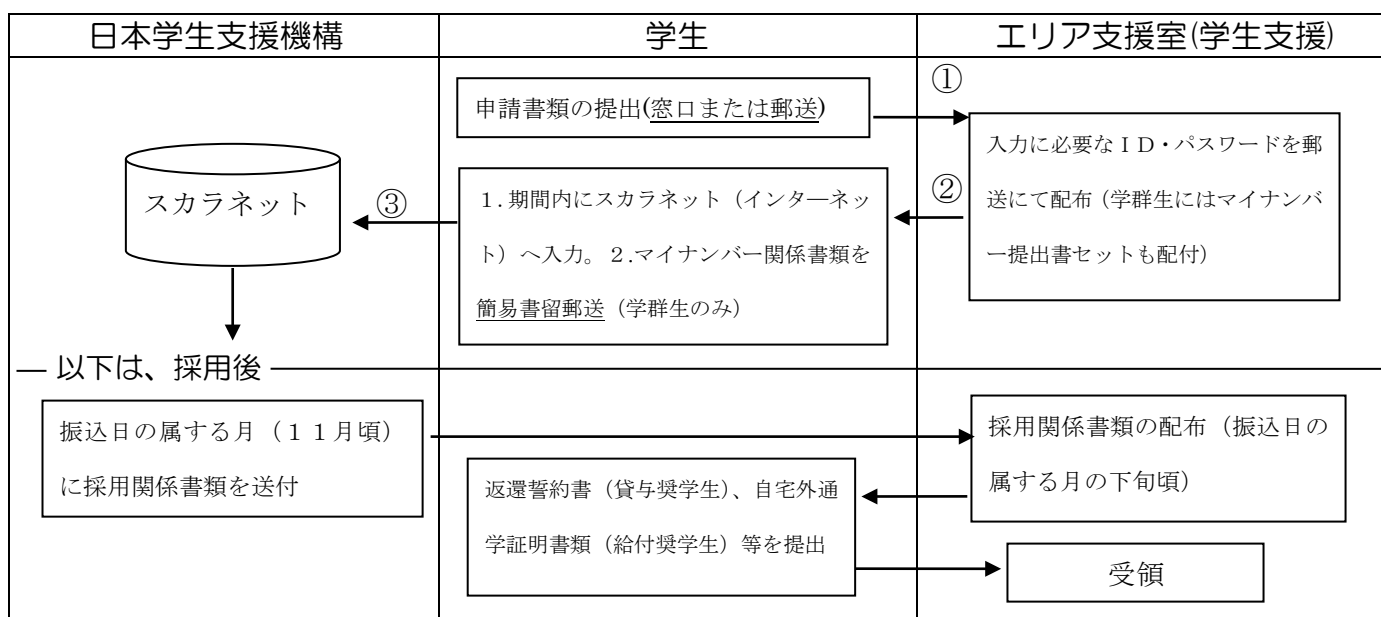 日本学生支援機構
学生
エリア支援室(学生支援)
申請書類の提出(窓口または郵送)
①
入力に必要なＩＤ・パスワードを郵
送にて配布（学群生にはマイナンバ
ー提出書セットも配付）
②
１.期間内にスカラネット（インタ―ネッ
ト）へ入力。２.マイナンバー関係書類を
簡易書留郵送（学群生のみ）
③
スカラネット
― 以下は、採用後
振込日の属する月（１１月頃）
に採用関係書類を送付
採用関係書類の配布（振込日の
属する月の下旬頃）
返還誓約書（貸与奨学生）、自宅外通
学証明書類（給付奨学生）等を提出
受領